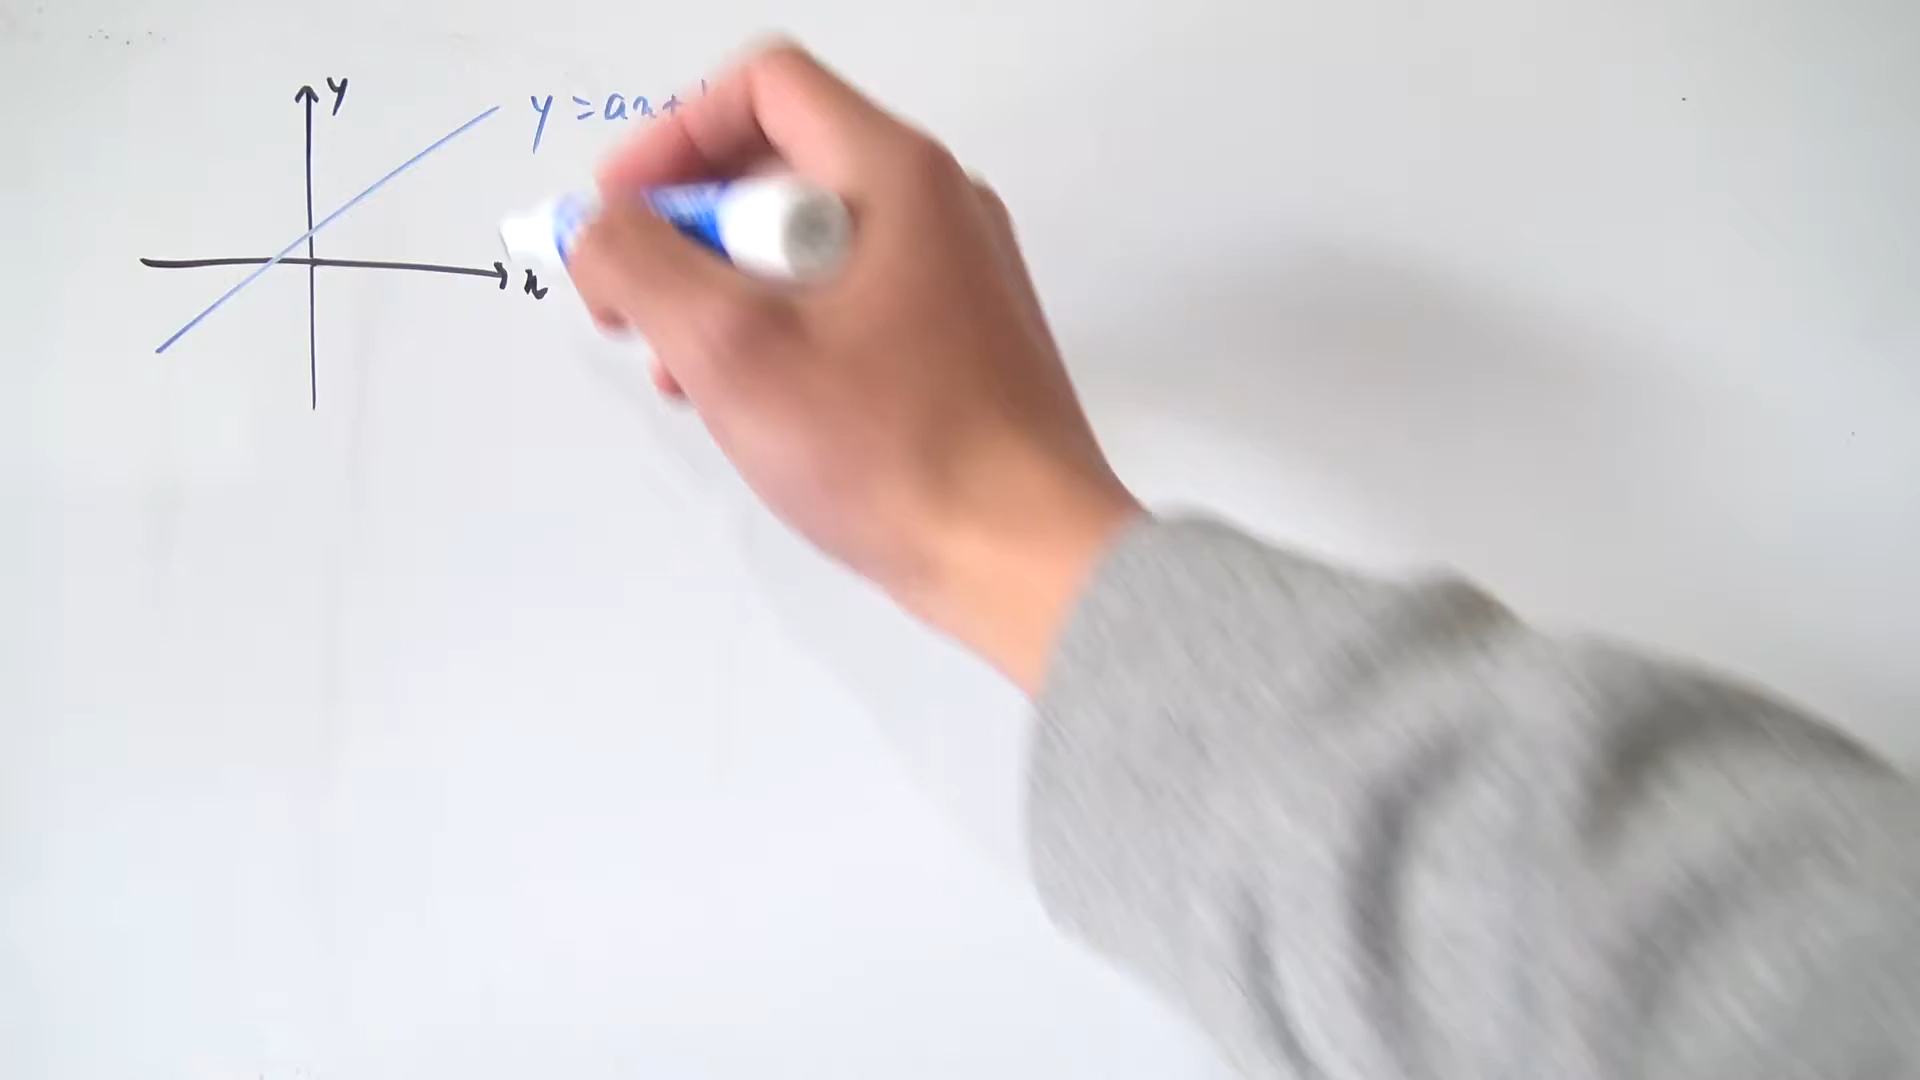 y
y = ax +
x